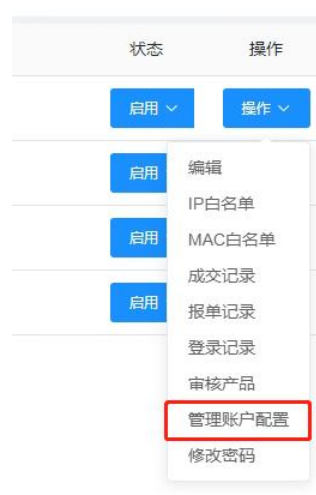 状态 操作
启用 操作
启用
启用
启用
编辑
IP白名单
MAC白名单
成交记录
报单记录
登录记录
审核产品
管理账户配置
修改密码